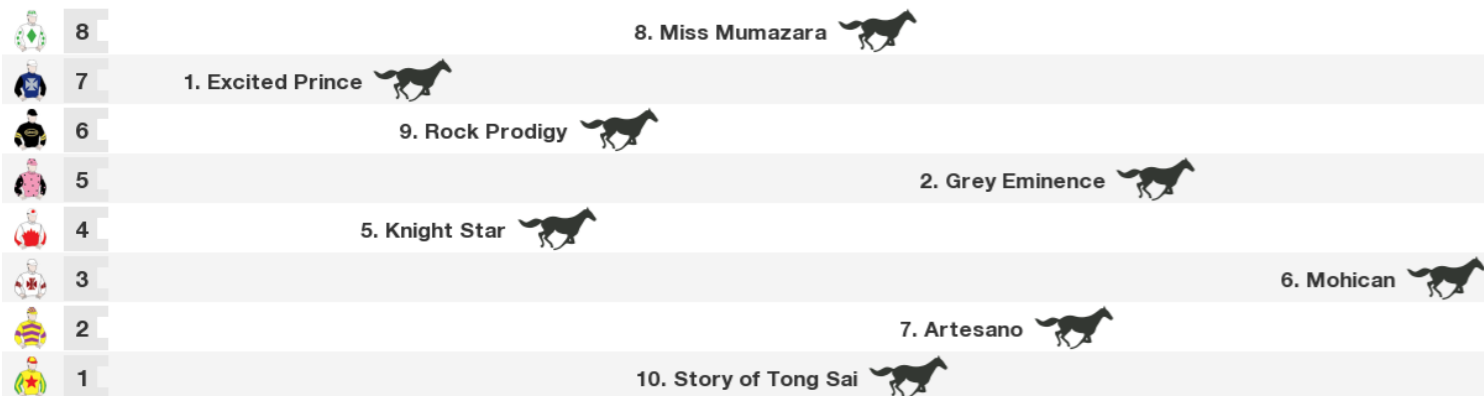 8 8. Miss Mumazara
7 1. Excited Prince
6 9. Rock Prodigy
5 2. Grey Eminence
4 5. Knight Star
3 6. Mohican
2 7. Artesano
1 10. Story of Tong Sai